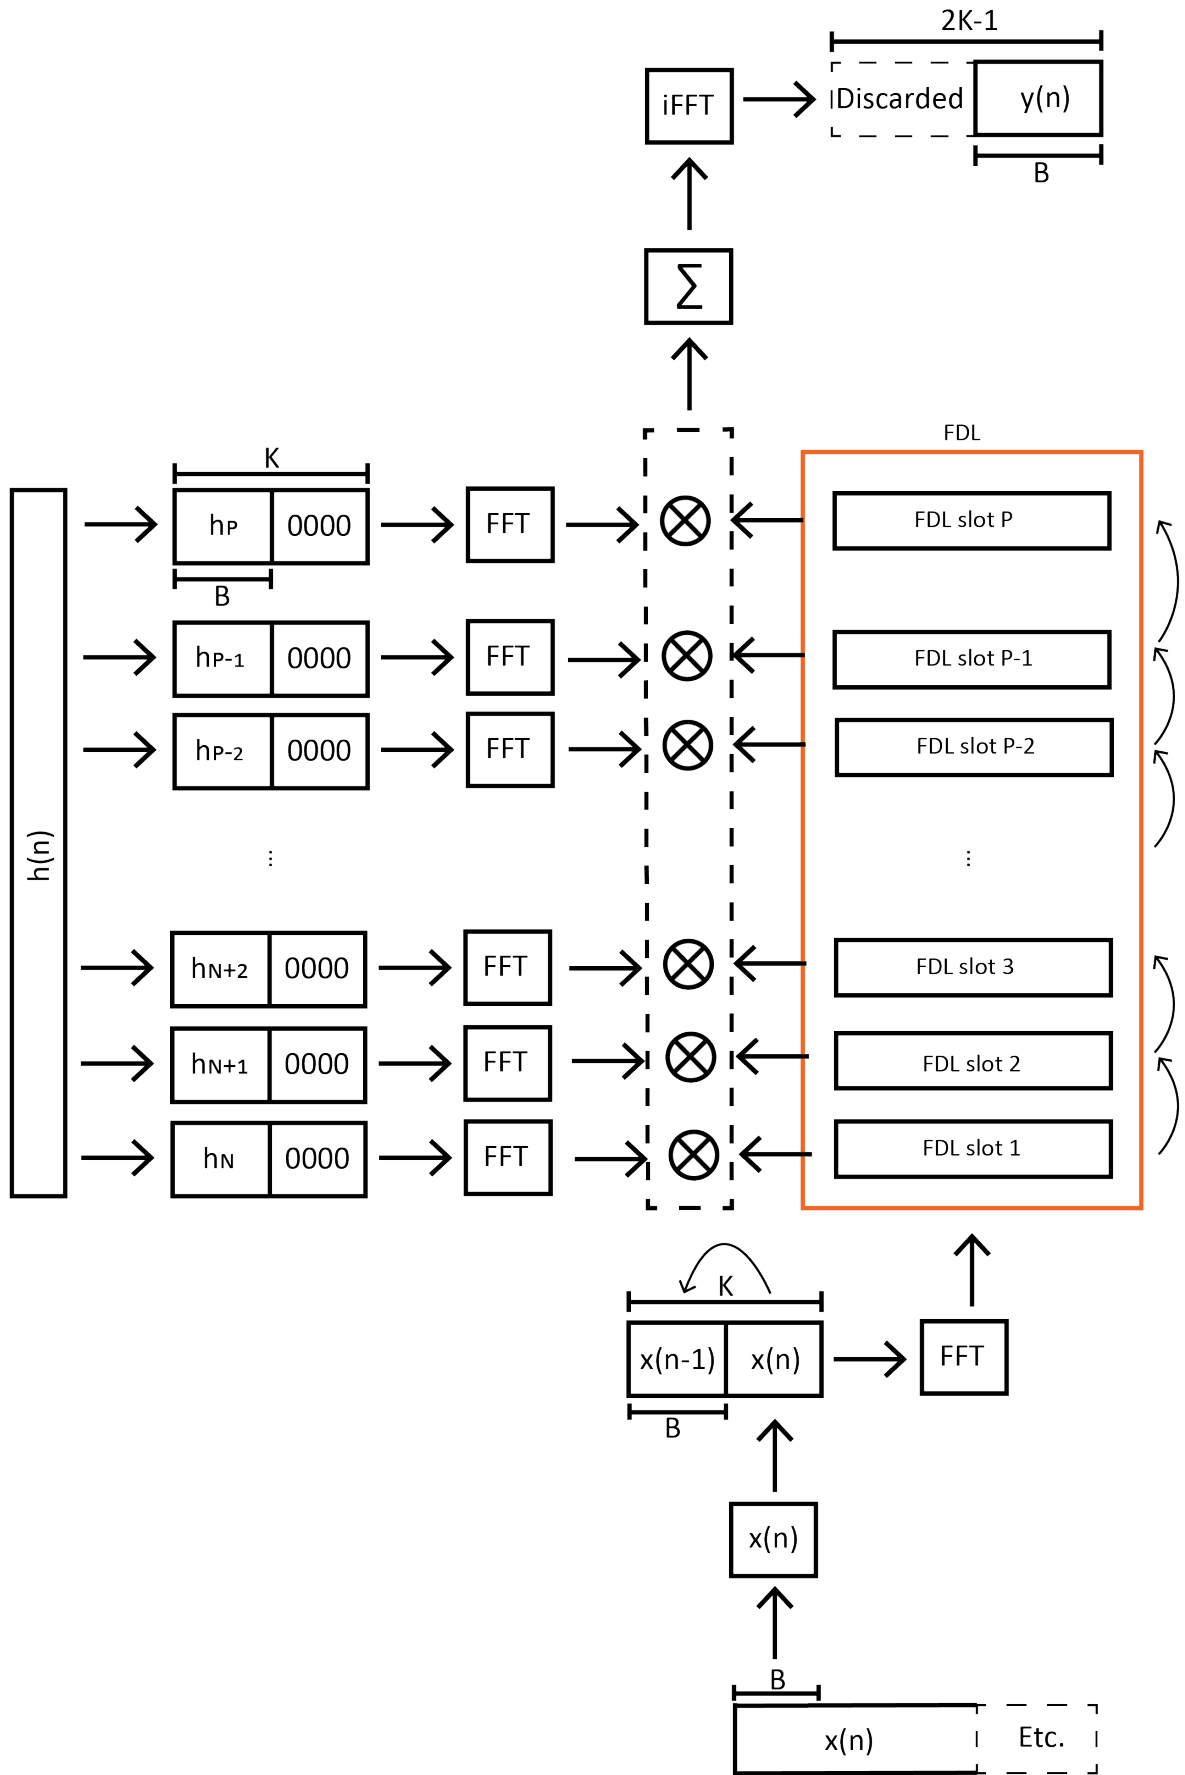 2K-1
iFFT
Discarded
y(n)
B
∑
FDL
K
hP
0000
FFT
FDL slot P
B
hP-1
0000
FFT
FDL slot P-1
hP-2
0000
FFT
FDL slot P-2
h(n)
...
...
hN+2
0000
FFT
FDL slot 3
hN+1
0000
FFT
FDL slot 2
hN
0000
FFT
FDL slot 1
K
x(n-1)
x(n)
FFT
B
x(n)
B
x(n)
Etc.